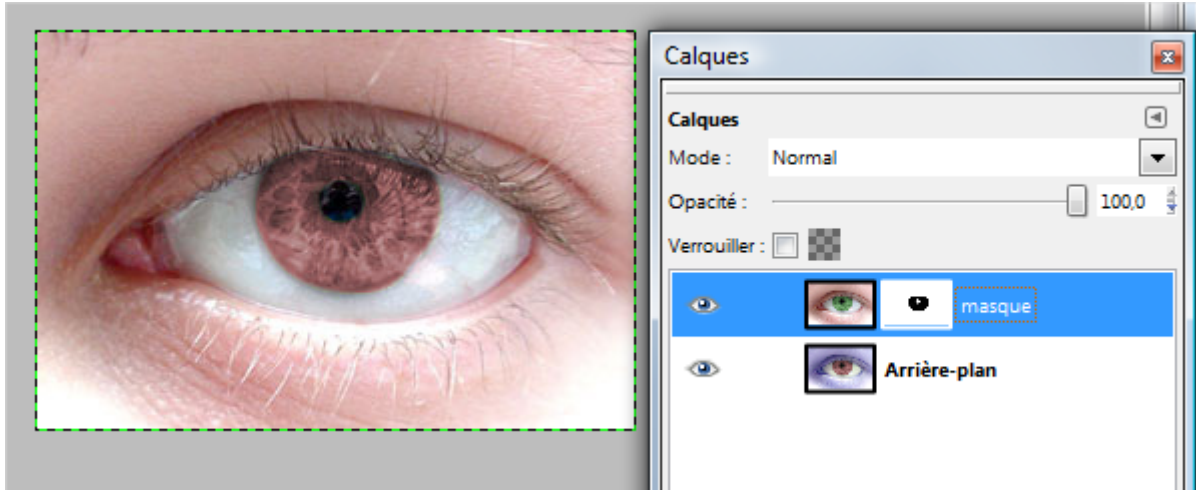 Calques
Calques
Mode : Normal
Opacité : 100,0
Verrouiller :
masque
Arrière-plan